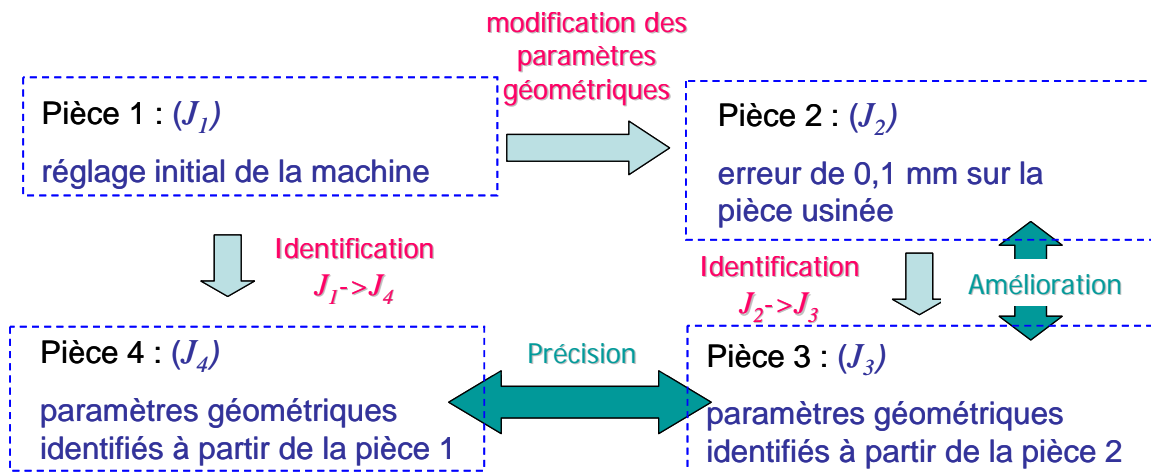 modification des
paramètres
géométriques
Pièce 1 : (J1)
réglage initial de la machine
Pièce 2 : (J2)
erreur de 0,1 mm sur la
pièce usinée
Identification
J1->J4
Identification
J2->J3
Amélioration
Pièce 4 : (J4)
paramètres géométriques
identifiés à partir de la pièce 1
Précision
Pièce 3 : (J3)
paramètres géométriques
identifiés à partir de la pièce 2